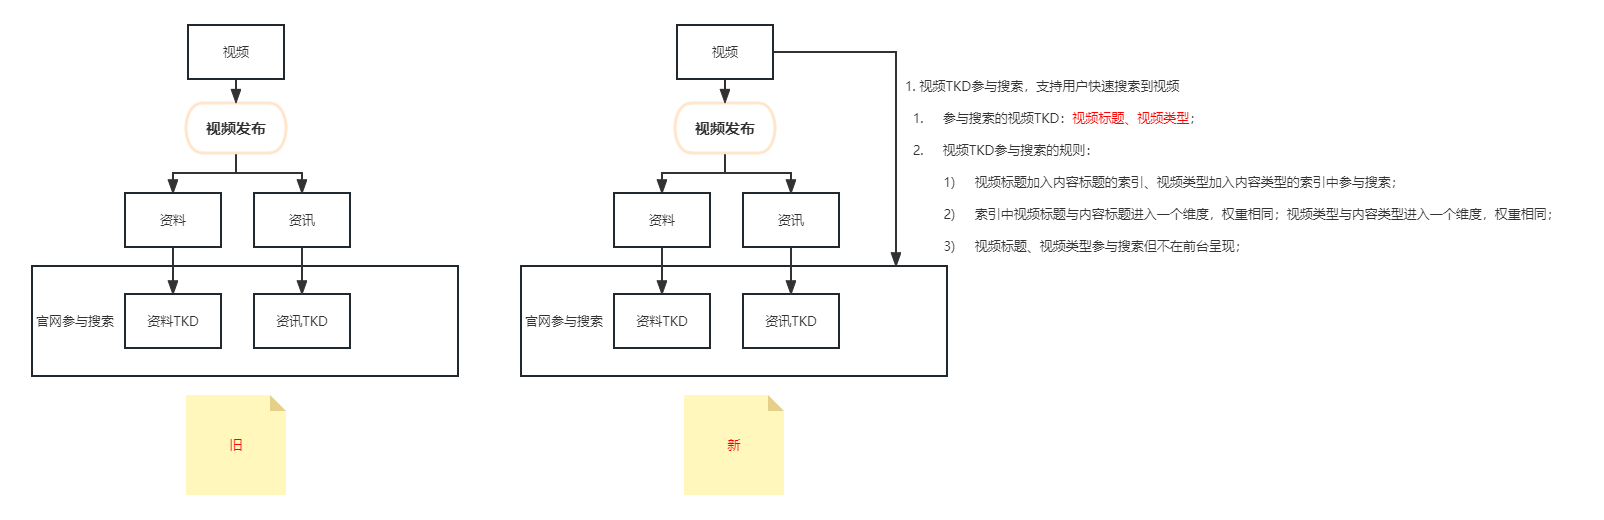 视频
视频发布
资料
资讯
官网参与搜索
资料TKD
资讯TKD
旧
视频
视频发布
资料
资讯
官网参与搜索
资料TKD
资讯TKD
新
1. 视频TKD参与搜索，支持用户快速搜索到视频
1. 参与搜索的视频TKD：视频标题、视频类型；
2. 视频TKD参与搜索的规则：
1) 视频标题加入内容标题的索引、视频类型加入内容类型的索引中参与搜索；
2) 索引中视频标题与内容标题进入一个维度，权重相同；视频类型与内容类型进入一个维度，权重相同；
3) 视频标题、视频类型参与搜索但不在前台呈现；